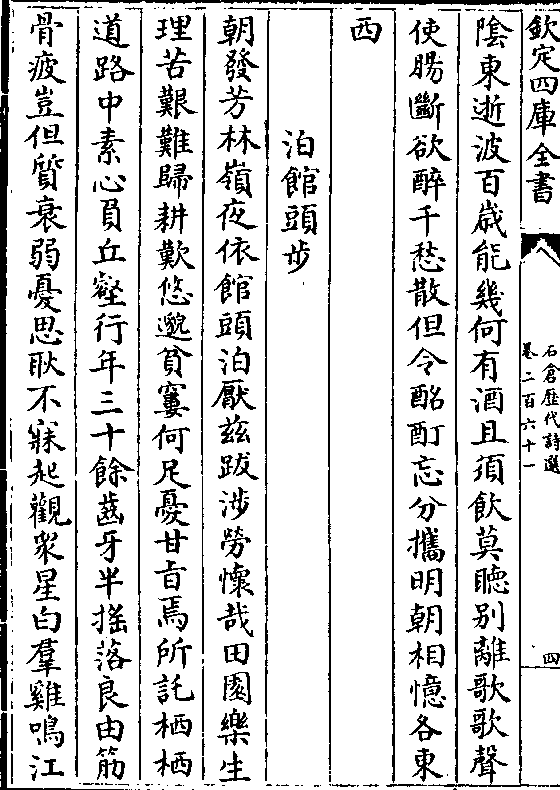 欽定四庫全書
石倉歴代詩選
卷二百六十一
四
陰東逝波百歲能幾何有酒且須飲莫聽别離歌歌聲
使腸斷欲醉千愁散但令酩酊忘分攜明朝相憶各東
西
泊館頭步
朝發芳林嶺夜依館頭泊厭兹跋涉勞懷哉田園樂生
理苦艱難歸耕歎悠邈貧窶何足憂甘㫖焉所託栖栖
道路中素心負丘壑行年三十餘齒牙半揺落良由筋
骨疲豈但質衰弱憂思耿不寐起觀衆星白羣雞鳴江